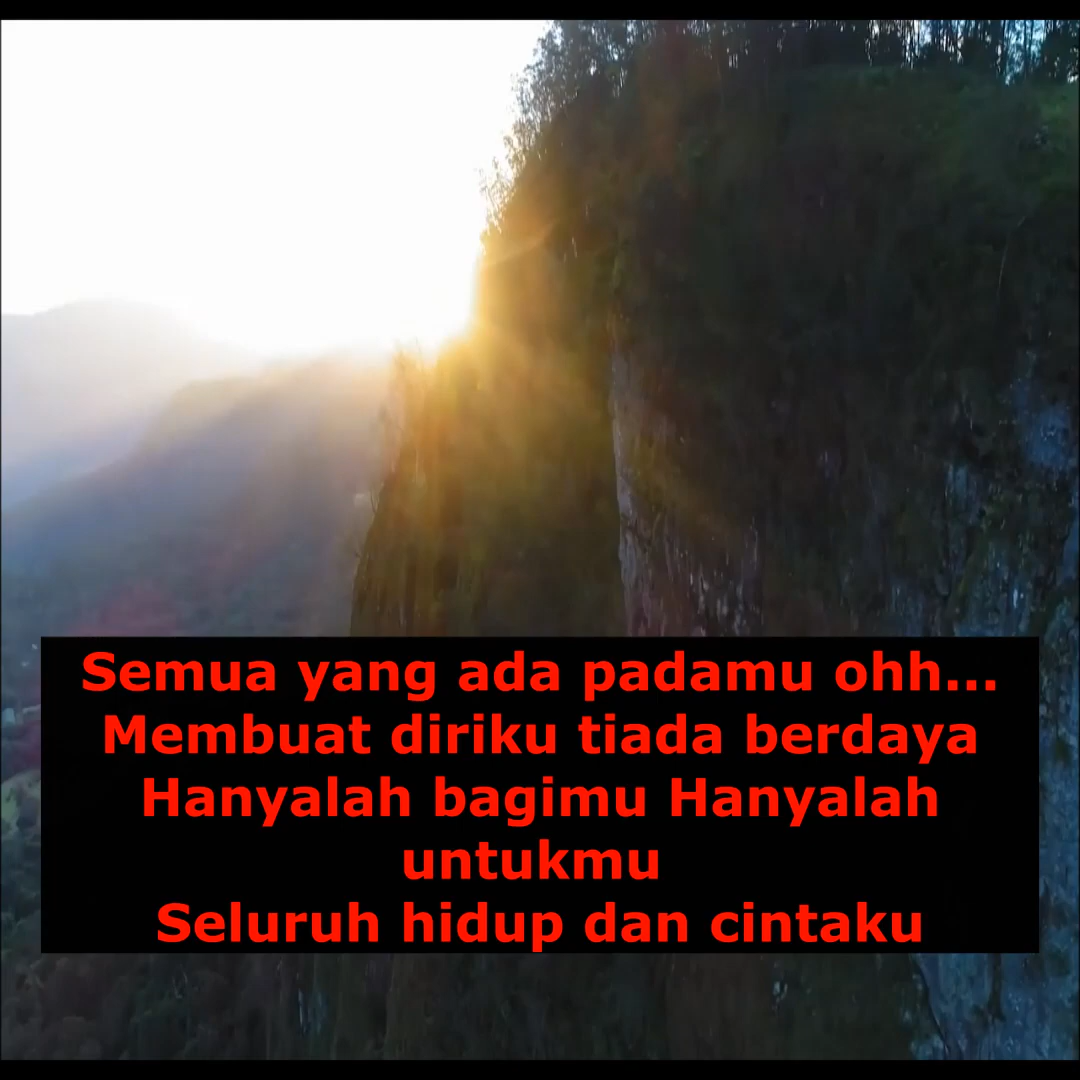 Semua yang ada padamu ohh...
Membuat diriku tiada berdaya
Hanyalah bagimu Hanyalah
untukmu
Seluruh hidup dan cintaku